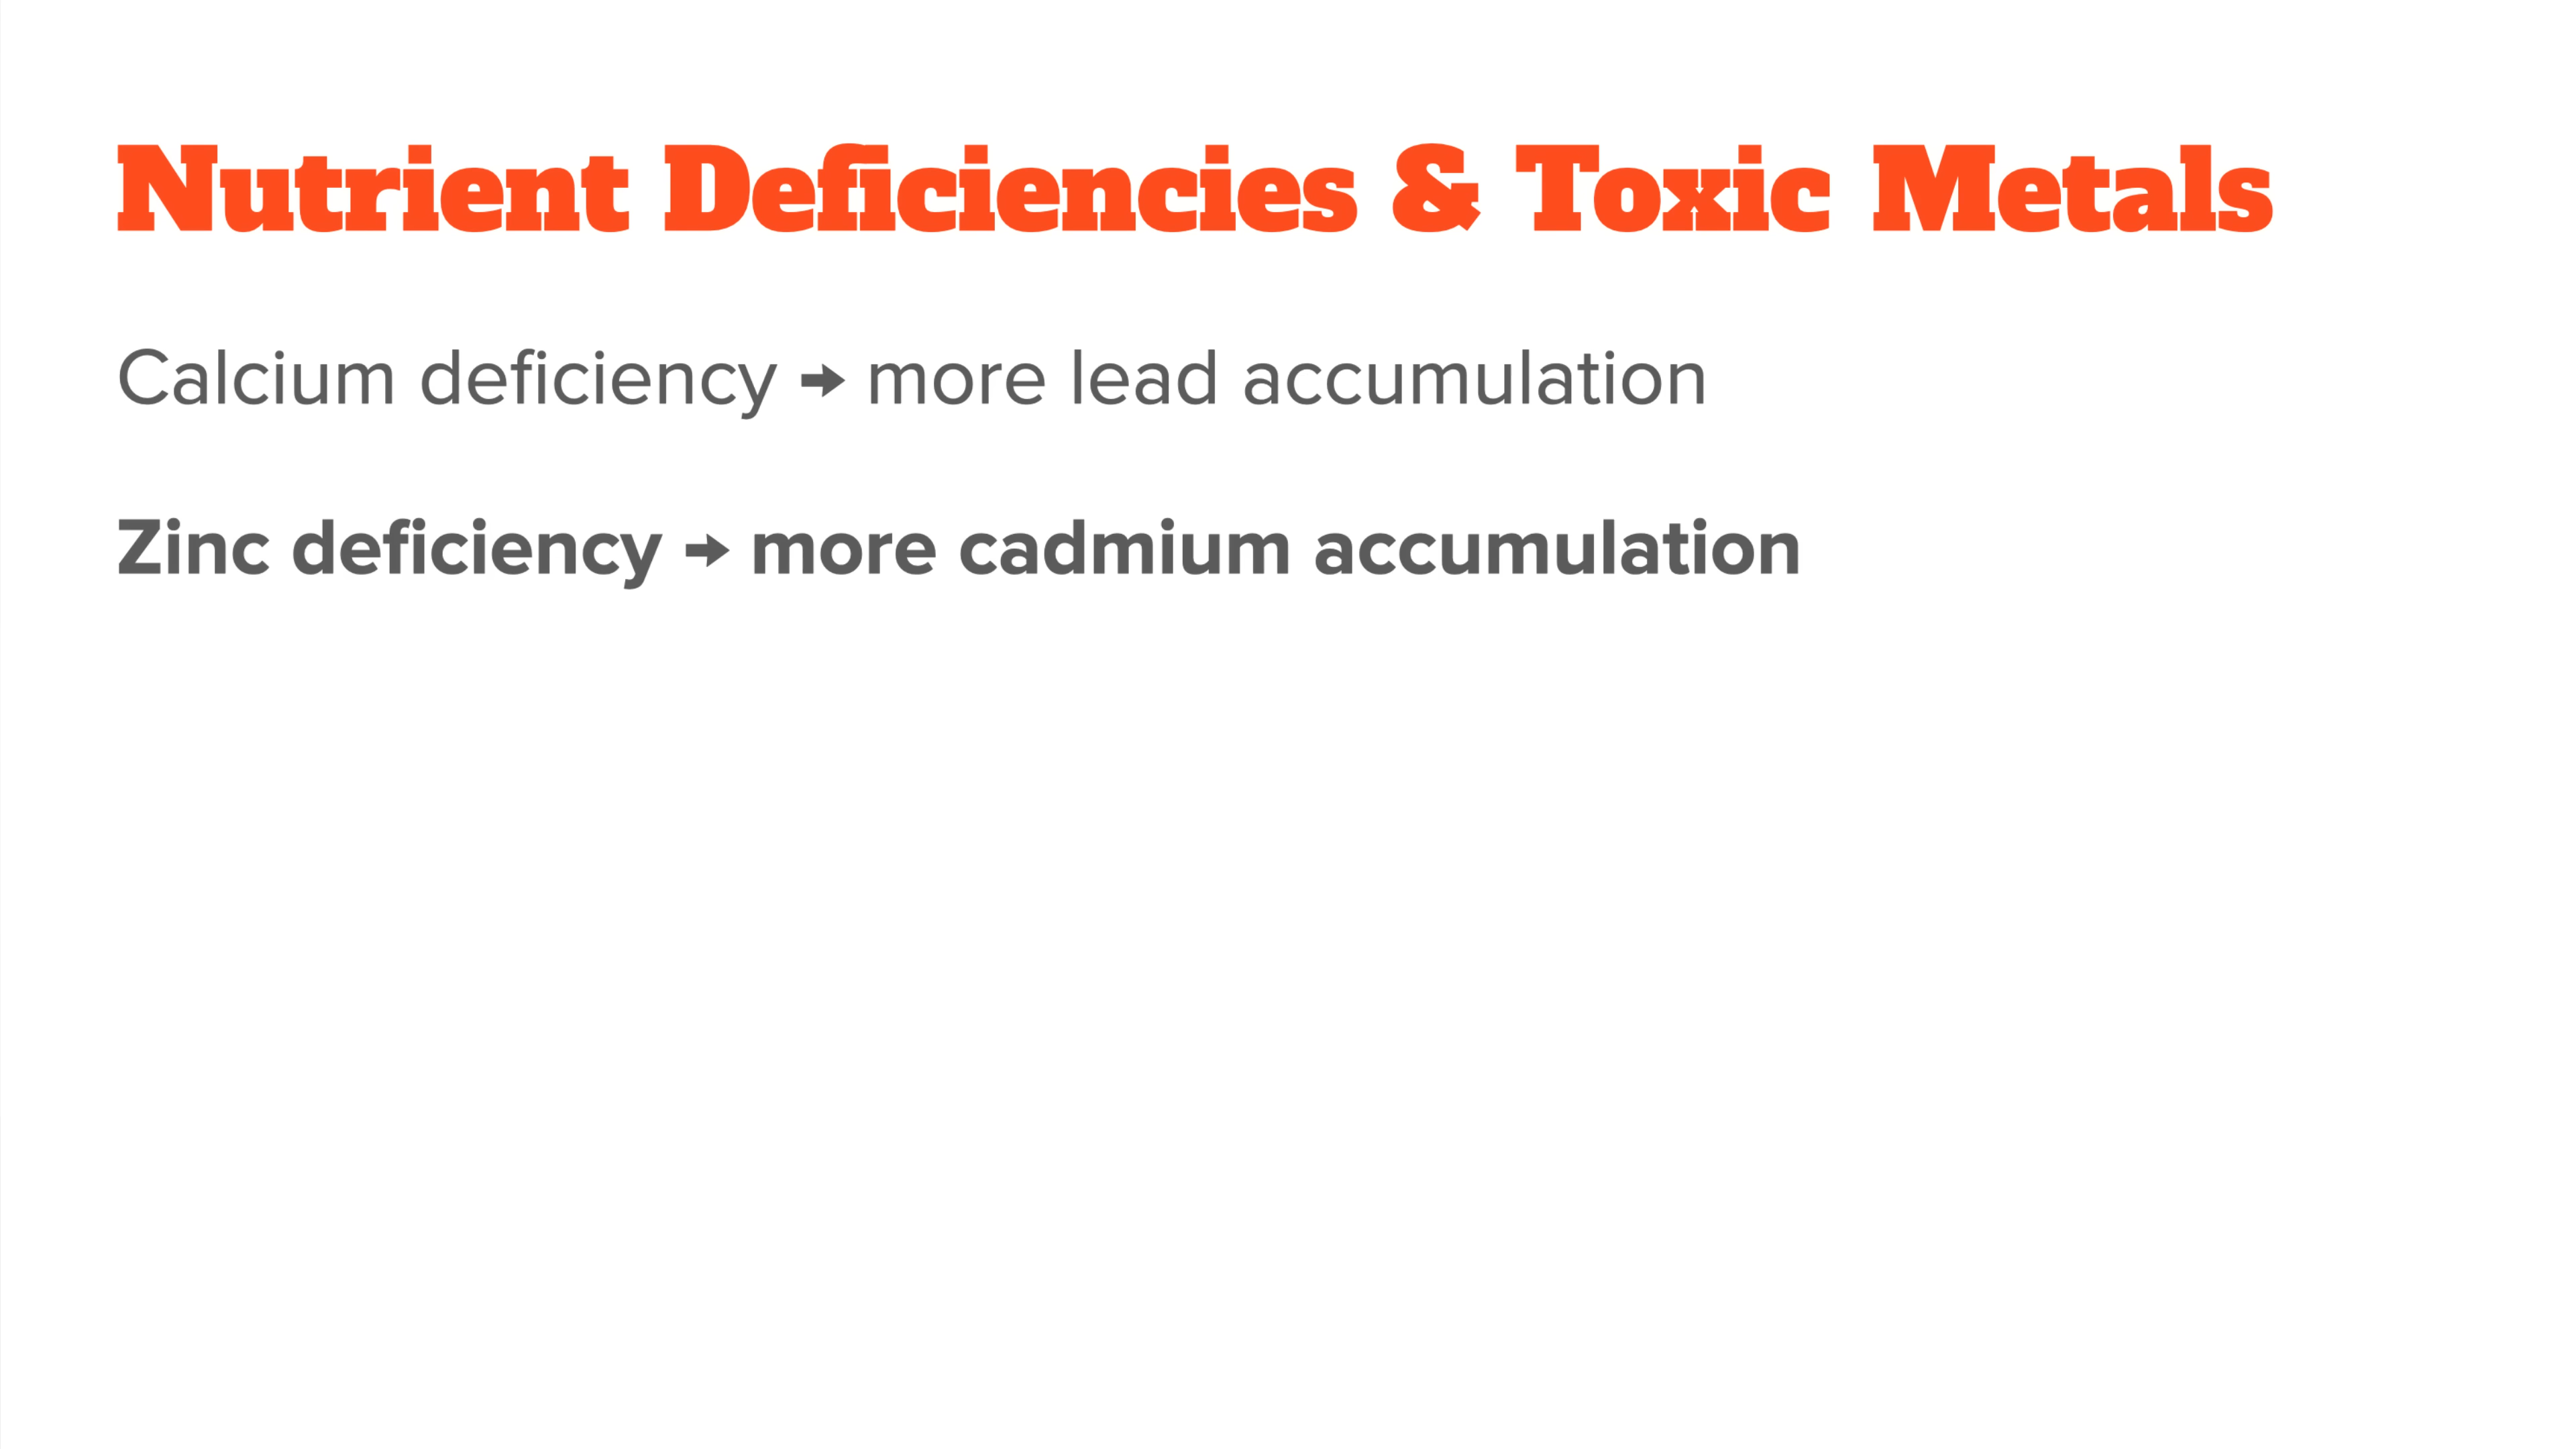 Nutrient Deficiencies & Toxic Metals
Calcium deficiency → more lead accumulation
Zinc deficiency → more cadmium accumulation